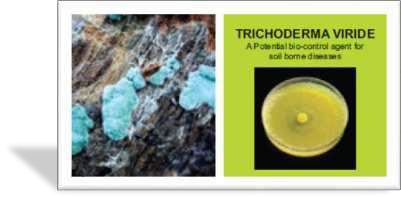 TRICHODERMA VIRIDE
A Potential bio-control agent for
soil borne diseases